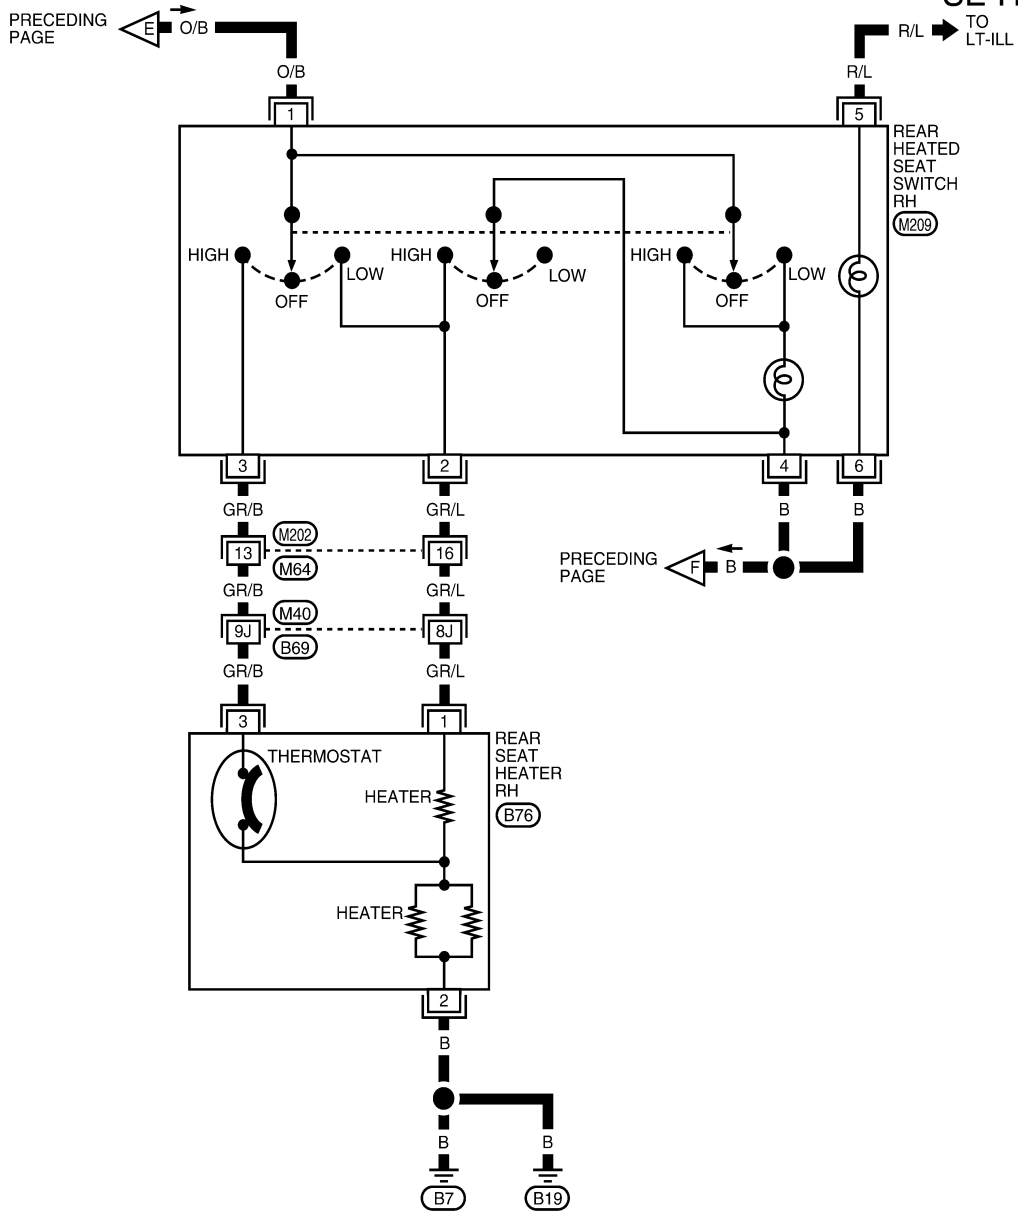 PRECEDING
PAGE
E
O/B
O/B
R/L
TO
LT-ILL
R/L
1
5
REAR
HEATED
SEAT
SWITCH
RH
M209
HIGH
LOW
OFF
HIGH
LOW
OFF
HIGH
LOW
OFF
3
2
4
6
GR/B
GR/L
B
B
M202
13
16
M64
PRECEDING
PAGE
F
B
GR/B
GR/L
M40
9J
8J
B69
GR/B
GR/L
3
1
REAR
SEAT
HEATER
RH
B76
THERMOSTAT
HEATER
HEATER
2
B
B
B
B7
B19